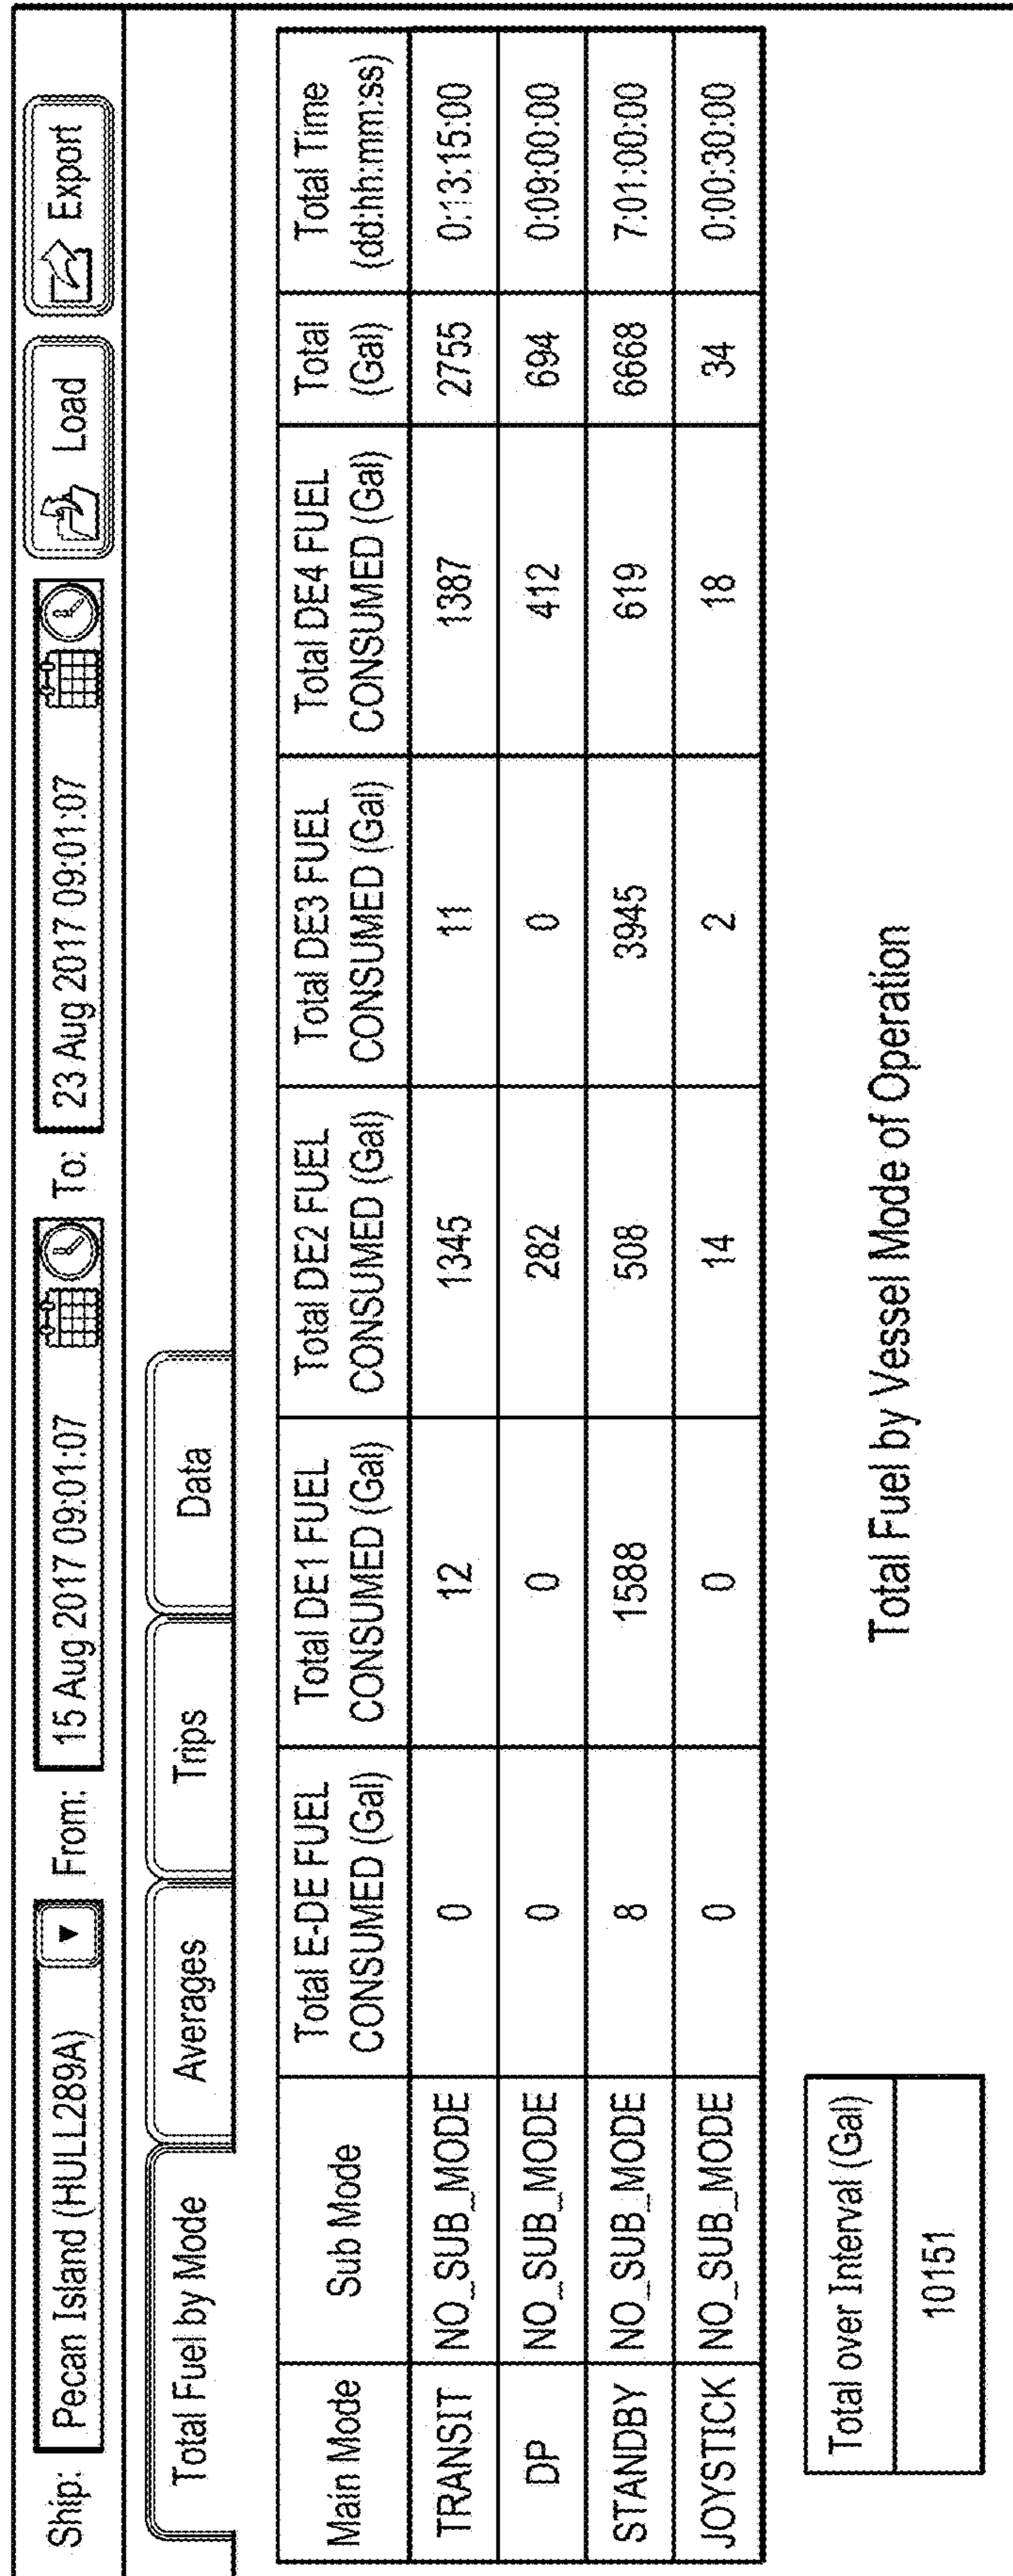 Ship: Pecan Island (HULL289A) ▼ From: 15 Aug 2017 09:01:07 To: 23 Aug 2017 09:01:07 Load Export
Total Fuel by Mode Averages Trips Data
Main Mode Sub Mode Total E-DE FUEL CONSUMED (Gal) Total DE1 FUEL CONSUMED (Gal) Total DE2 FUEL CONSUMED (Gal) Total DE3 FUEL CONSUMED (Gal) Total DE4 FUEL CONSUMED (Gal) Total (Gal) Total Time (dd:hh:mm:ss)
TRANSIT NO_SUB_MODE 0 12 1345 11 1387 2755 0:13:15:00
DP NO_SUB_MODE 0 0 282 0 412 694 0:09:00:00
STANDBY NO_SUB_MODE 8 1588 508 3945 619 6668 7:01:00:00
JOYSTICK NO_SUB_MODE 0 0 14 2 18 34 0:00:30:00
Total over Interval (Gal)
10151
Total Fuel by Vessel Mode of Operation